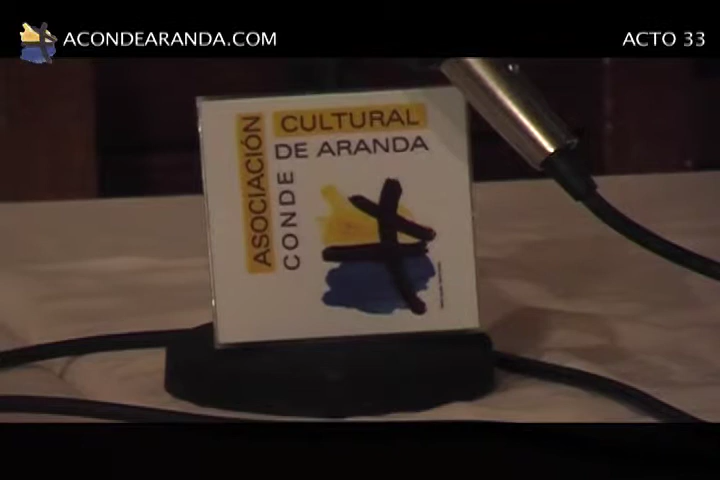 ACONDEARANDA.COM
ACTO 33
ASOCIACIÓN
CULTURAL
CONDE
DE ARANDA